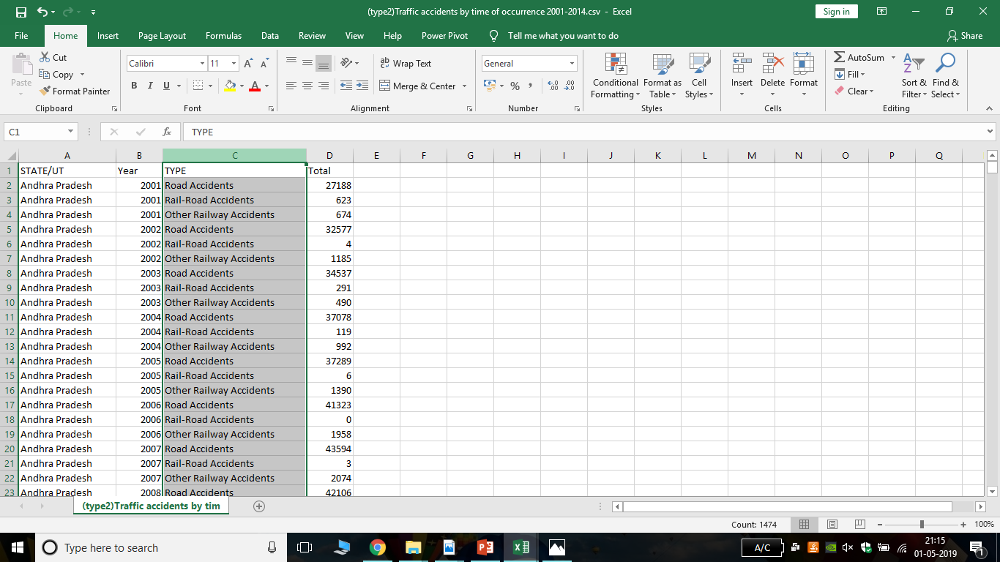 (type2)Traffic accidents by time of occurrence 2001-2014.csv - Excel
Sign in
File Home Insert Page Layout Formulas Data Review View Help Power Pivot Tell me what you want to do Share
Paste
Cut
Copy
Format Painter
Clipboard
Calibri 11
B I U
Font
Wrap Text
Merge & Center
Alignment
General
Number
Conditional Formatting
Format as Table
Cell Styles
Styles
Insert Delete Format
Cells
AutoSum
Fill
Clear
Sort & Filter
Find & Select
Editing
C1 fx TYPE
A B C D E F G H I J K L M N O P Q
1 STATE/UT Year TYPE Total
2 Andhra Pradesh 2001 Road Accidents 27188
3 Andhra Pradesh 2001 Rail-Road Accidents 623
4 Andhra Pradesh 2001 Other Railway Accidents 674
5 Andhra Pradesh 2002 Road Accidents 32577
6 Andhra Pradesh 2002 Rail-Road Accidents 4
7 Andhra Pradesh 2002 Other Railway Accidents 1185
8 Andhra Pradesh 2003 Road Accidents 34537
9 Andhra Pradesh 2003 Rail-Road Accidents 291
10 Andhra Pradesh 2003 Other Railway Accidents 490
11 Andhra Pradesh 2004 Road Accidents 37078
12 Andhra Pradesh 2004 Rail-Road Accidents 119
13 Andhra Pradesh 2004 Other Railway Accidents 992
14 Andhra Pradesh 2005 Road Accidents 37289
15 Andhra Pradesh 2005 Rail-Road Accidents 6
16 Andhra Pradesh 2005 Other Railway Accidents 1390
17 Andhra Pradesh 2006 Road Accidents 41323
18 Andhra Pradesh 2006 Rail-Road Accidents 0
19 Andhra Pradesh 2006 Other Railway Accidents 1958
20 Andhra Pradesh 2007 Road Accidents 43594
21 Andhra Pradesh 2007 Rail-Road Accidents 3
22 Andhra Pradesh 2007 Other Railway Accidents 2074
23 Andhra Pradesh 2008 Road Accidents 42106
(type2)Traffic accidents by tim
Count: 1474 100%
Type here to search
A/C
21:15
01-05-2019
1